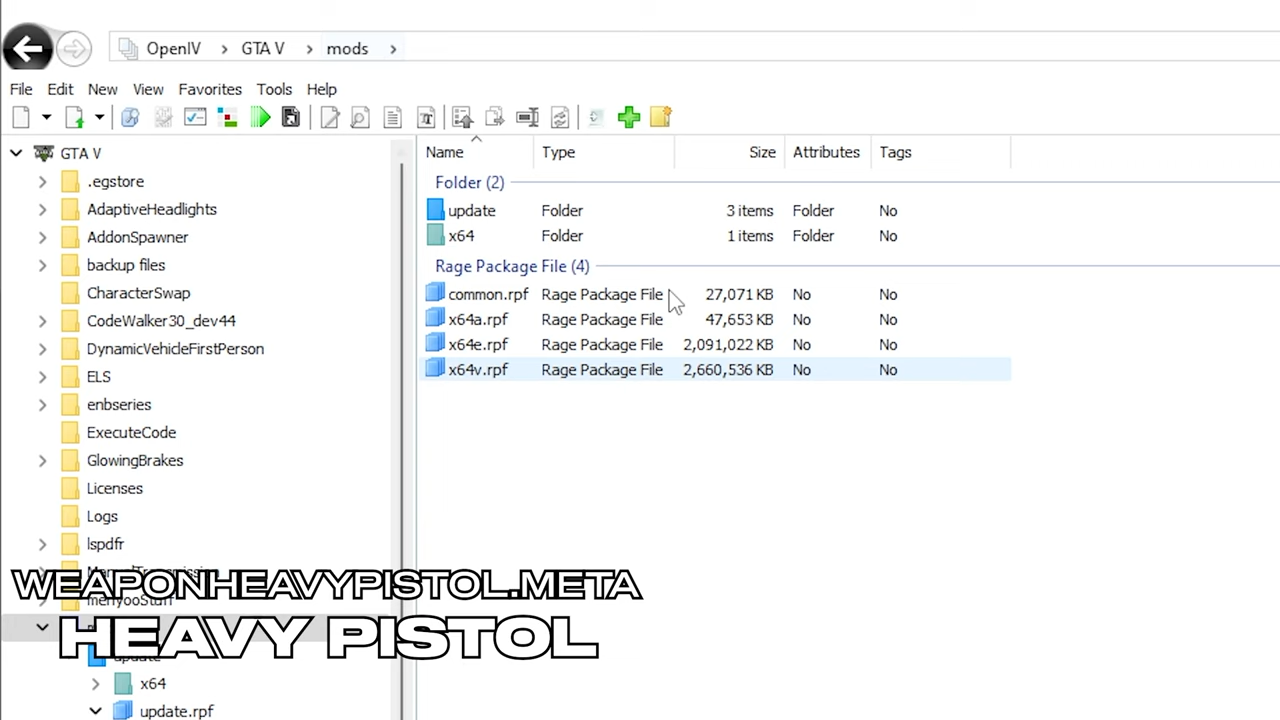 OpenIV > GTA V > mods >
File Edit New View Favorites Tools Help
GTA V
.egstore
AdaptiveHeadlights
AddonSpawner
backup files
CharacterSwap
CodeWalker30_dev44
DynamicVehicleFirstPerson
ELS
enbseries
ExecuteCode
GlowingBrakes
Licenses
Logs
lspdfr
update
x64
update.rpf
Name Type Size Attributes Tags
Folder (2)
update Folder 3 items Folder No
x64 Folder 1 items Folder No
Rage Package File (4)
common.rpf Rage Package File 27,071 KB No No
x64a.rpf Rage Package File 47,653 KB No No
x64e.rpf Rage Package File 2,091,022 KB No No
x64v.rpf Rage Package File 2,660,536 KB No No
WEAPONHEAVYPISTOL.META
HEAVY PISTOL